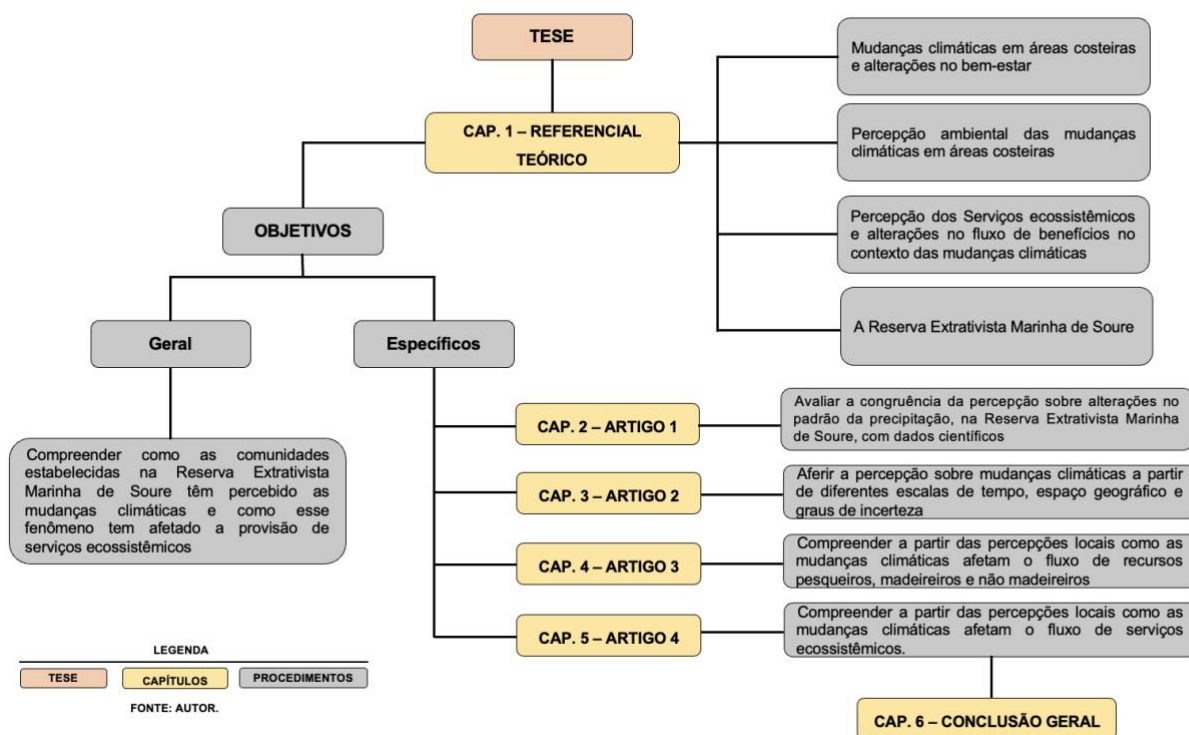 TESE
CAP. 1 – REFERENCIAL
TEÓRICO
Mudanças climáticas em áreas costeiras
e alterações no bem-estar
Percepção ambiental das mudanças
climáticas em áreas costeiras
Percepção dos Serviços ecossistêmicos
e alterações no fluxo de benefícios no
contexto das mudanças climáticas
A Reserva Extrativista Marinha de Soure
OBJETIVOS
Geral
Específicos
Compreender como as comunidades
estabelecidas na Reserva Extrativista
Marinha de Soure têm percebido as
mudanças climáticas e como esse
fenômeno tem afetado a provisão de
serviços ecossistêmicos
CAP. 2 – ARTIGO 1
Avaliar a congruência da percepção sobre alterações no
padrão da precipitação, na Reserva Extrativista Marinha
de Soure, com dados científicos
CAP. 3 – ARTIGO 2
Aferir a percepção sobre mudanças climáticas a partir
de diferentes escalas de tempo, espaço geográfico e
graus de incerteza
CAP. 4 – ARTIGO 3
Compreender a partir das percepções locais como as
mudanças climáticas afetam o fluxo de recursos
pesqueiros, madeireiros e não madeireiros
CAP. 5 – ARTIGO 4
Compreender a partir das percepções locais como as
mudanças climáticas afetam o fluxo de serviços
ecossistêmicos.
CAP. 6 – CONCLUSÃO GERAL
LEGENDA
TESE
CAPÍTULOS
PROCEDIMENTOS
FONTE: AUTOR.